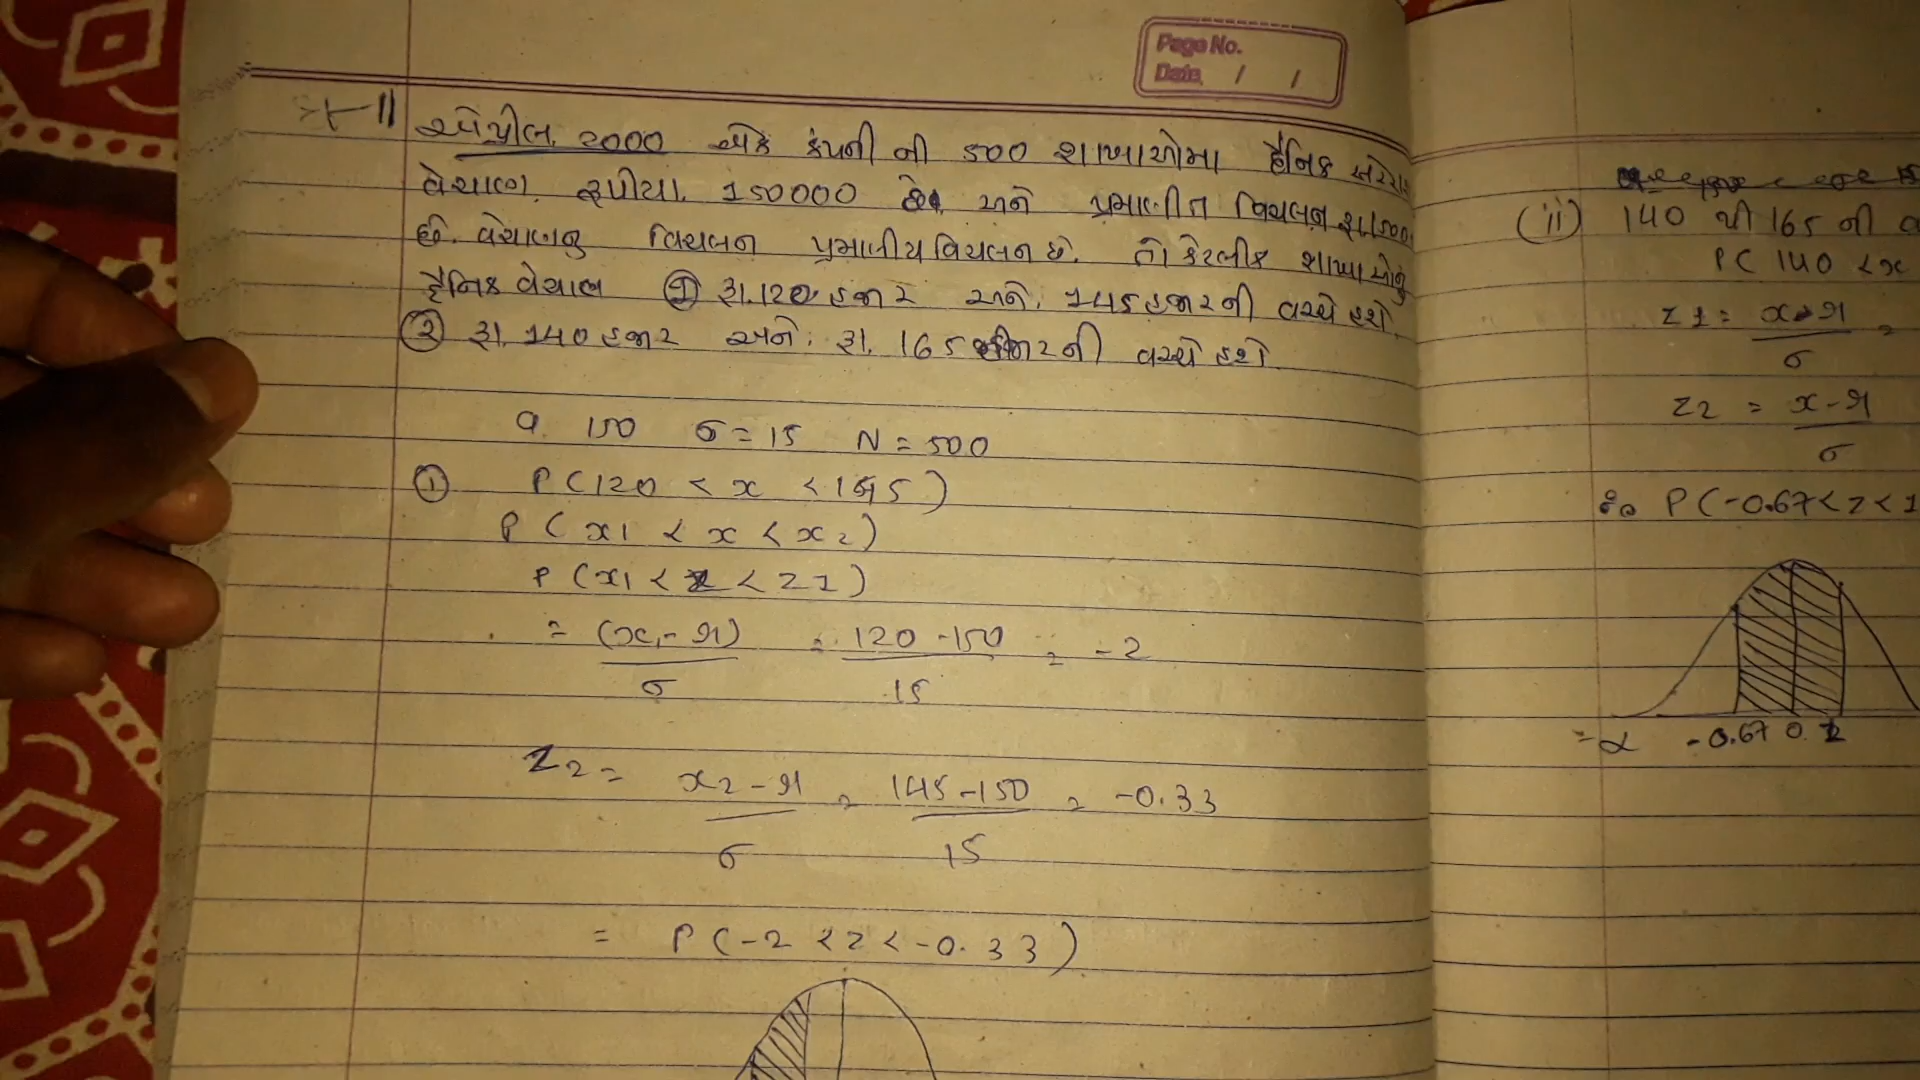 Page No.
Date / /
એપ્રીલ, 2000 એક કંપની ની 500 શાખાઓમા દૈનિક સરેરાશ
વેચાણ રૂપીયા. 150000 અને પ્રમાણીત વિચલન રૂા.
છે. વેચાણનુ વિચલન પ્રમાણીય વિચલન છે. તો કેટલીક શાખાઓનુ
દૈનિક વેચાણ ① રૂા. 120 હજાર અને 145 હજારની વચ્ચે હશે.
② રૂા. 140 હજાર અને રૂા. 165 હજારની વચ્ચે હશે.
150 σ = 15 N = 500
① P(120 < x < 145)
P(x1 < x < x2)
P(x1 < z < z1)
= (x1 - મ) / σ = 120 - 150 / 15 = -2
z2 = x2 - મ / σ = 145 - 150 / 15 = -0.33
= P(-2 < z < -0.33)
(ii) 140 થી 165 ની
P(140 < x
z1 = x - મ / σ =
z2 = x - મ / σ
∴ P(-0.67 < z < 1
-0.67 0 1